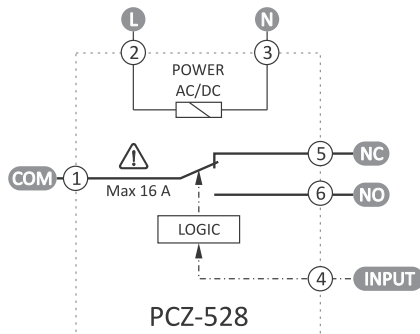 L N
2 3
POWER
AC/DC
5 NC
COM 1
Max 16 A
6 NO
LOGIC
4 INPUT
PCZ-528